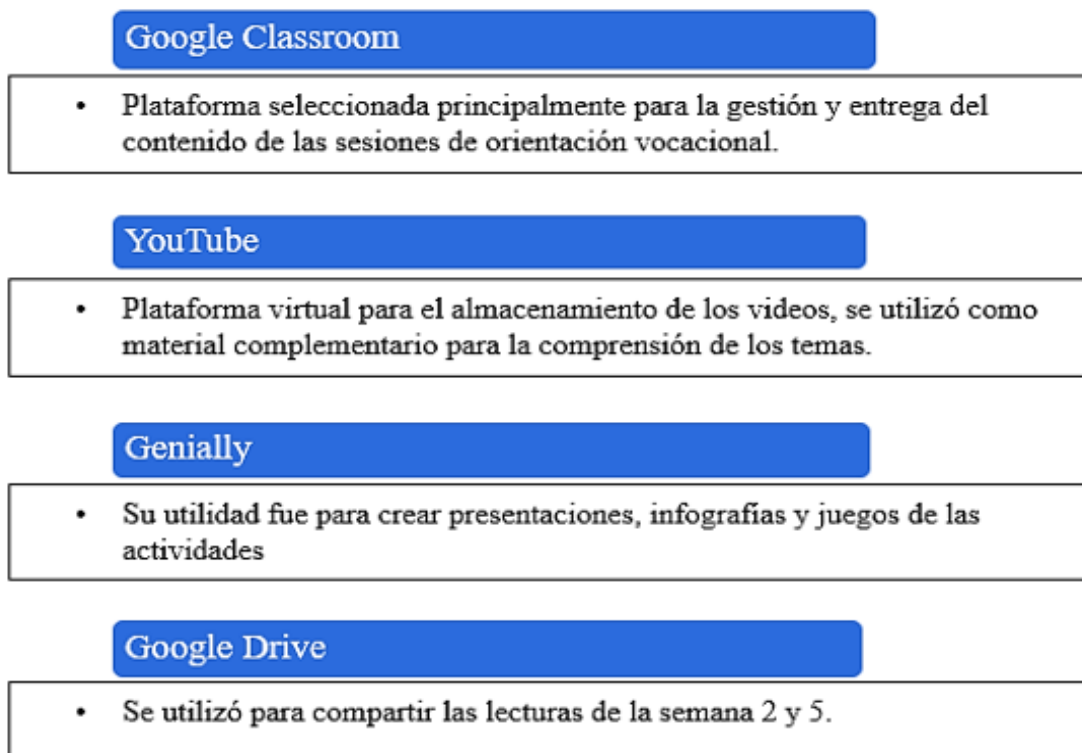 Google Classroom
• Plataforma seleccionada principalmente para la gestión y entrega del
contenido de las sesiones de orientación vocacional.
YouTube
• Plataforma virtual para el almacenamiento de los videos, se utilizó como
material complementario para la comprensión de los temas.
Genially
• Su utilidad fue para crear presentaciones, infografías y juegos de las
actividades
Google Drive
• Se utilizó para compartir las lecturas de la semana 2 y 5.